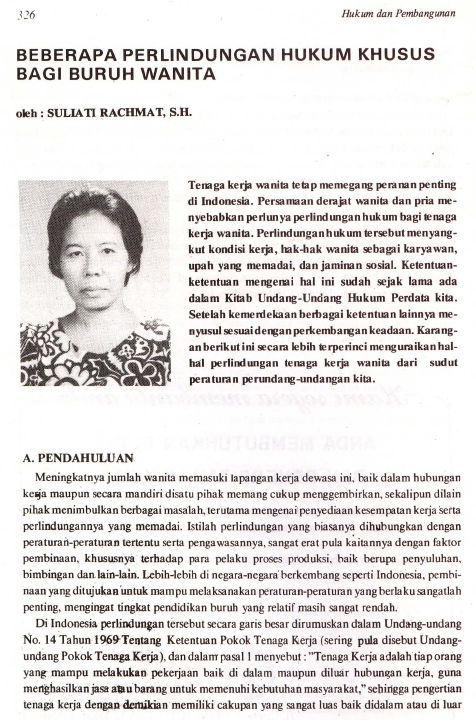 326
Hukum dan Pembangunan
BEBERAPA PERLINDUNGAN HUKUM KHUSUS
BAGI BURUH WANITA
oleh : SULIATI RACHMAT, S.H.
Tenaga kerja wanita tetap memegang peranan penting
di Indonesia. Persamaan derajat wanita dan pria me-
nyebabkan perlunya perlindungan hukum bagi tenaga
kerja wanita. Perlindungan hukum tersebut menyang-
kut kondisi kerja, hak-hak wanita sebagai karyawan,
upah yang memadai, dan jaminan sosial. Ketentuan-
ketentuan mengenai hal ini sudah sejak lama ada
dalam Kitab Undang-Undang Hukum Perdata kita.
Setelah kemerdekaan berbagai ketentuan lainnya me-
nyusul sesuai dengan perkembangan keadaan. Karang-
an berikut ini secara lebih terperinci menguraikan hal-
hal perlindungan tenaga kerja wanita dari sudut
peraturan perundang-undangan kita.
A. PENDAHULUAN
Meningkatnya jumlah wanita memasuki lapangan kerja dewasa ini, baik dalam hubungan
kerja maupun secara mandiri disatu pihak memang cukup menggembirkan, sekalipun dilain
pihak menimbulkan berbagai masalah, terutama mengenai penyediaan kesempatan kerja serta
perlindungannya yang memadai. Istilah perlindungan yang biasanya dihubungkan dengan
peraturan-peraturan tertentu serta pengawasannya, sangat erat pula kaitannya dengan faktor
pembinaan, khususnya terhadap para pelaku proses produksi, baik berupa penyuluhan,
bimbingan dan lain-lain. Lebih-lebih di negara-negara berkembang seperti Indonesia, pembi-
naan yang ditujukan untuk mampu melaksanakan peraturan-peraturan yang berlaku sangatlah
penting, mengingat tingkat pendidikan buruh yang relatif masih sangat rendah.
Di Indonesia perlindungan tersebut secara garis besar dirumuskan dalam Undang-undang
No. 14 Tahun 1969 Tentang Ketentuan Pokok Tenaga Kerja (sering pula disebut Undang-
undang Pokok Tenaga Kerja), dan dalam pasal 1 menyebut : "Tenaga Kerja adalah tiap orang
yang mampu melakukan pekerjaan baik di dalam maupun diluar hubungan kerja, guna
menghasilkan jasa atau barang untuk memenuhi kebutuhan masyarakat," sehingga pengertian
tenaga kerja dengan demikian memiliki cakupan yang sangat luas baik didalam atau di luar